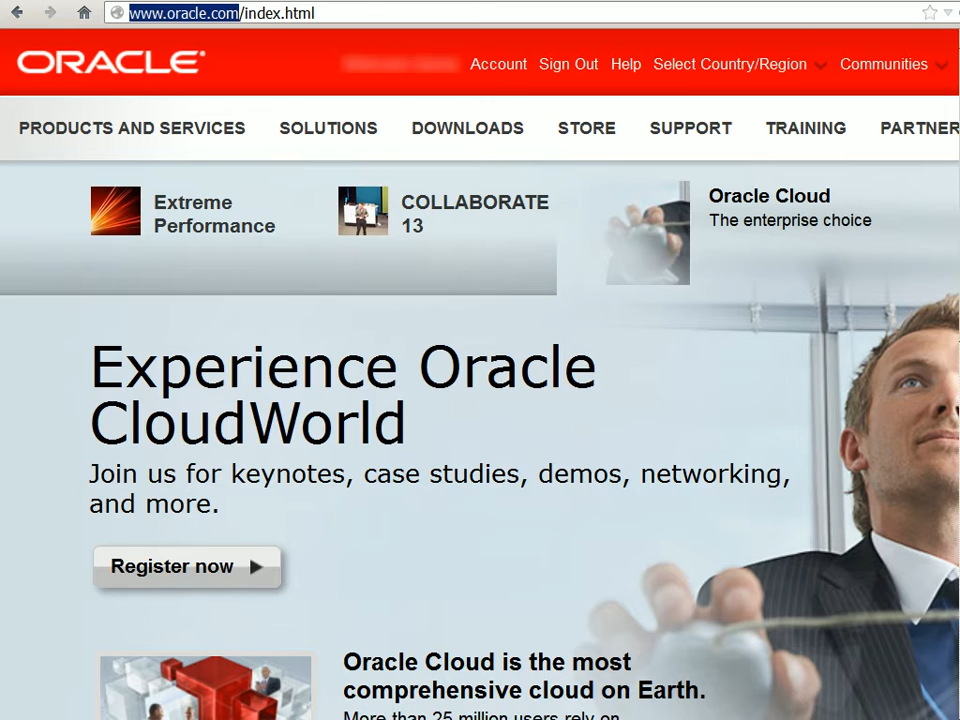 www.oracle.com/index.html
ORACLE
Account Sign Out Help Select Country/Region Communities
PRODUCTS AND SERVICES SOLUTIONS DOWNLOADS STORE SUPPORT TRAINING PARTNER
Extreme
Performance
COLLABORATE
13
Oracle Cloud
The enterprise choice
Experience Oracle
CloudWorld
Join us for keynotes, case studies, demos, networking,
and more.
Register now
Oracle Cloud is the most
comprehensive cloud on Earth.
More than 25 million users rely on